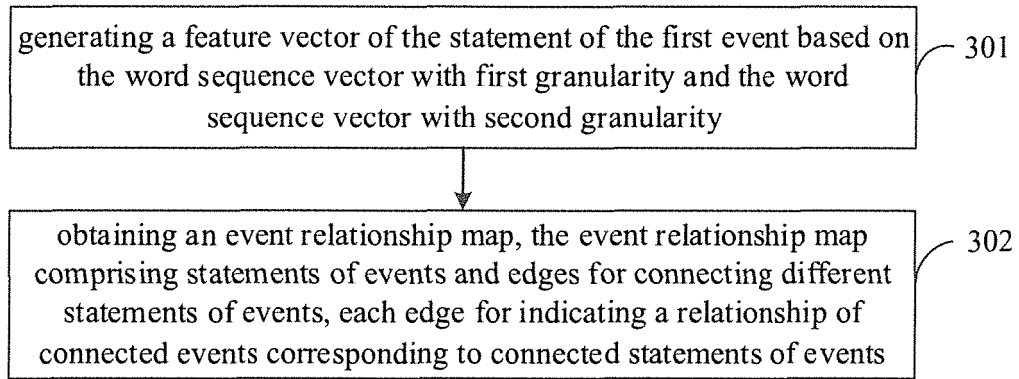 generating a feature vector of the statement of the first event based on
the word sequence vector with first granularity and the word
sequence vector with second granularity
301
obtaining an event relationship map, the event relationship map
comprising statements of events and edges for connecting different
statements of events, each edge for indicating a relationship of
connected events corresponding to connected statements of events
302